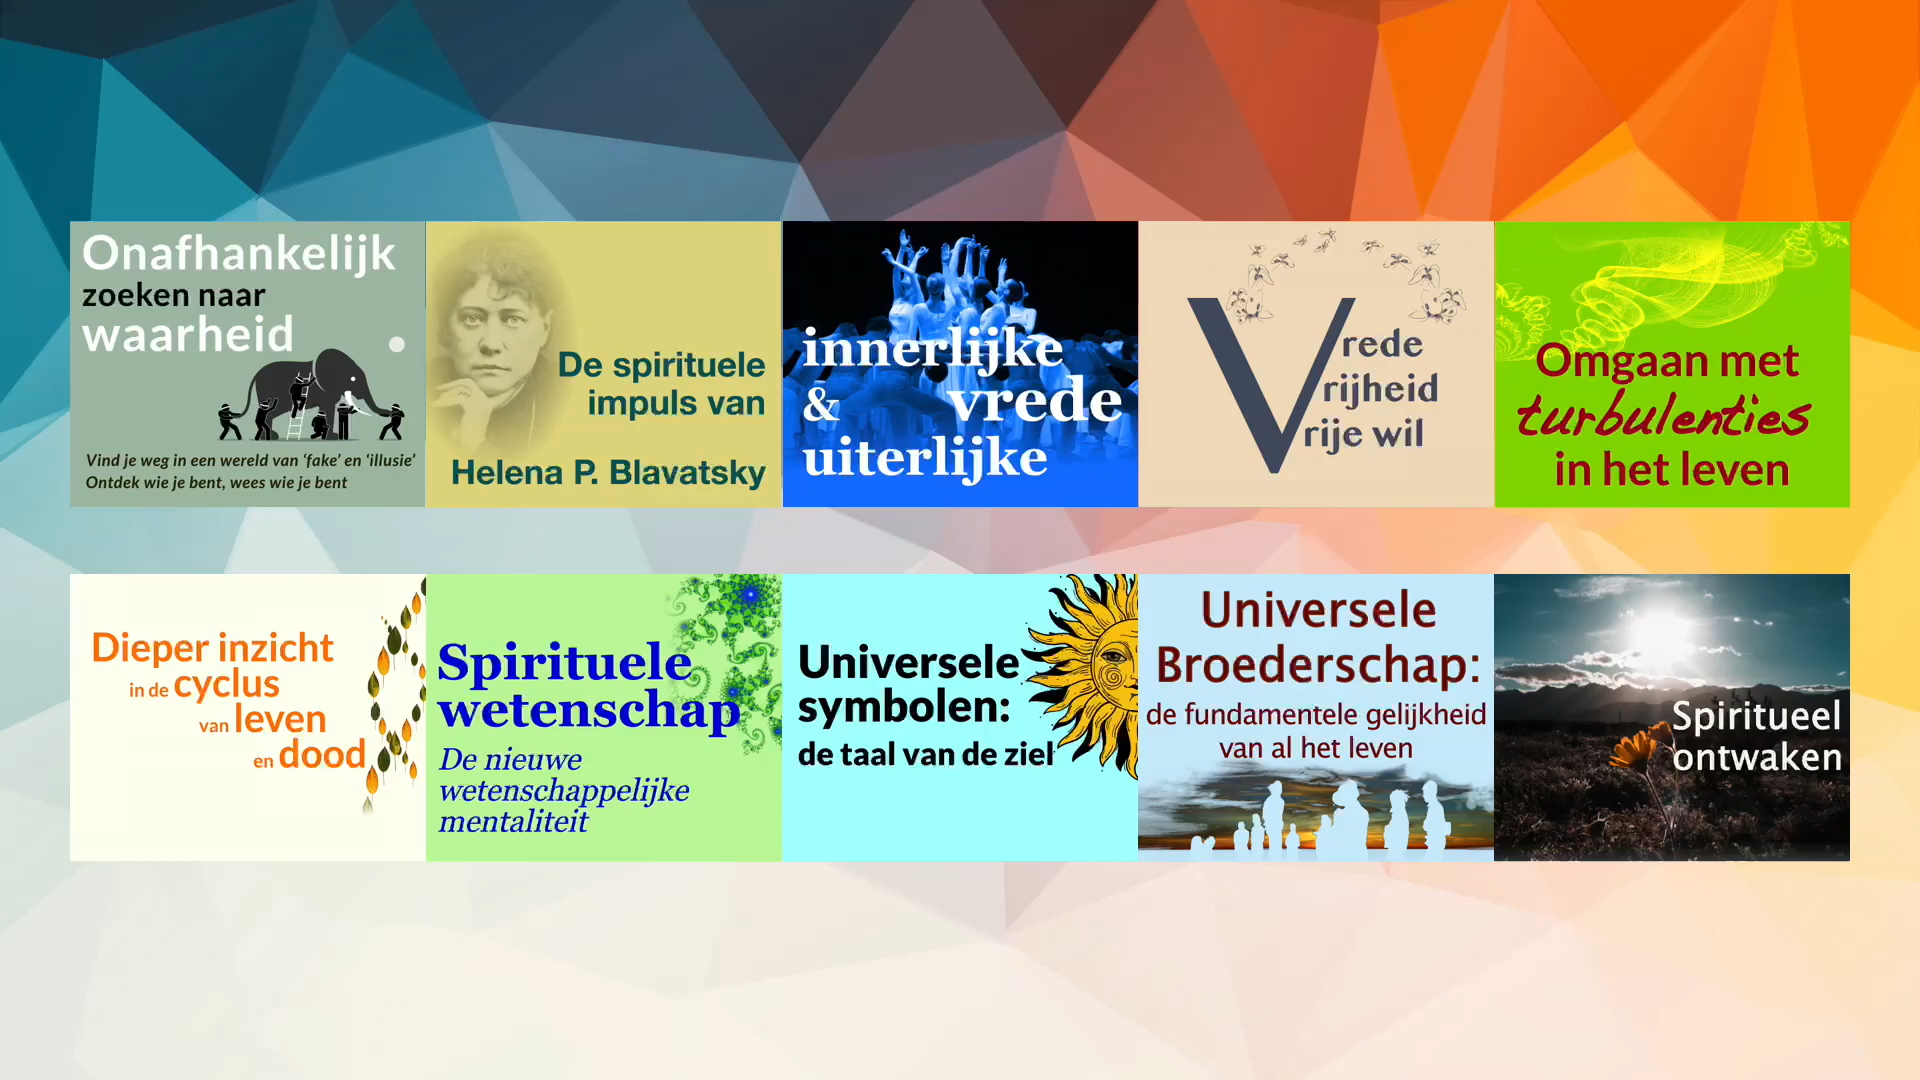 Onafhankelijk
zoeken naar
waarheid
Vind je weg in een wereld van ‘fake’ en ‘illusie’
Ontdek wie je bent, wees wie je bent
De spirituele
impuls van
Helena P. Blavatsky
innerlijke
& vrede
uiterlijke
Vrede
rijheid
rije wil
Omgaan met
turbulenties
in het leven
Dieper inzicht
in de cyclus
van leven
en dood
Spirituele
wetenschap
De nieuwe
wetenschappelijke
mentaliteit
Universele
symbolen:
de taal van de ziel
Universele
Broederschap:
de fundamentele gelijkheid
van al het leven
Spiritueel
ontwaken